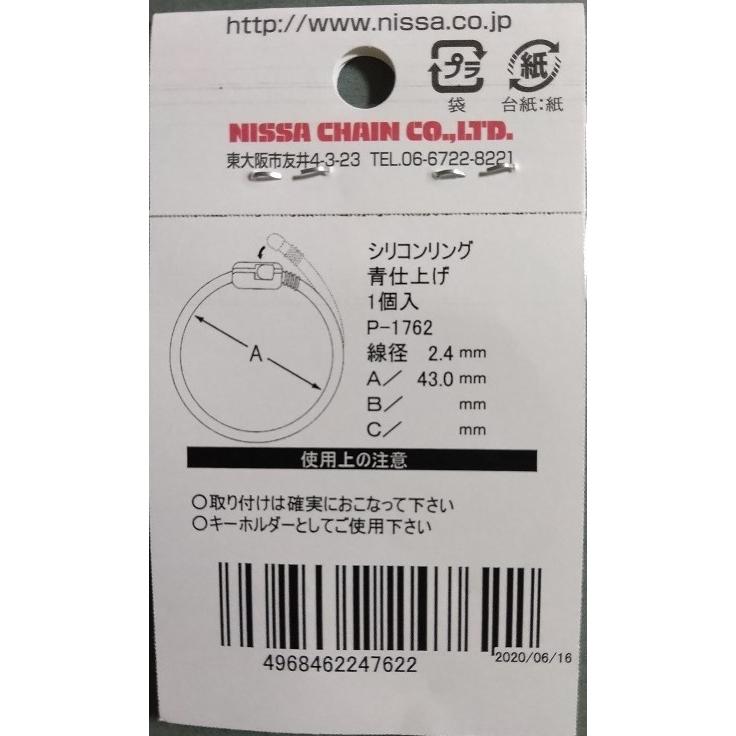 http://www.nissa.co.jp
プラ 紙
袋 台紙:紙
NISSA CHAIN CO.,LTD.
東大阪市友井4-3-23 TEL.06-6722-8221
シリコンリング
青仕上げ
1個入
P-1762
線径 2.4 mm
A/ 43.0 mm
B/ mm
C/ mm
A
使用上の注意
○取り付けは確実におこなって下さい
○キーホルダーとしてご使用下さい
4968462247622
2020/06/16